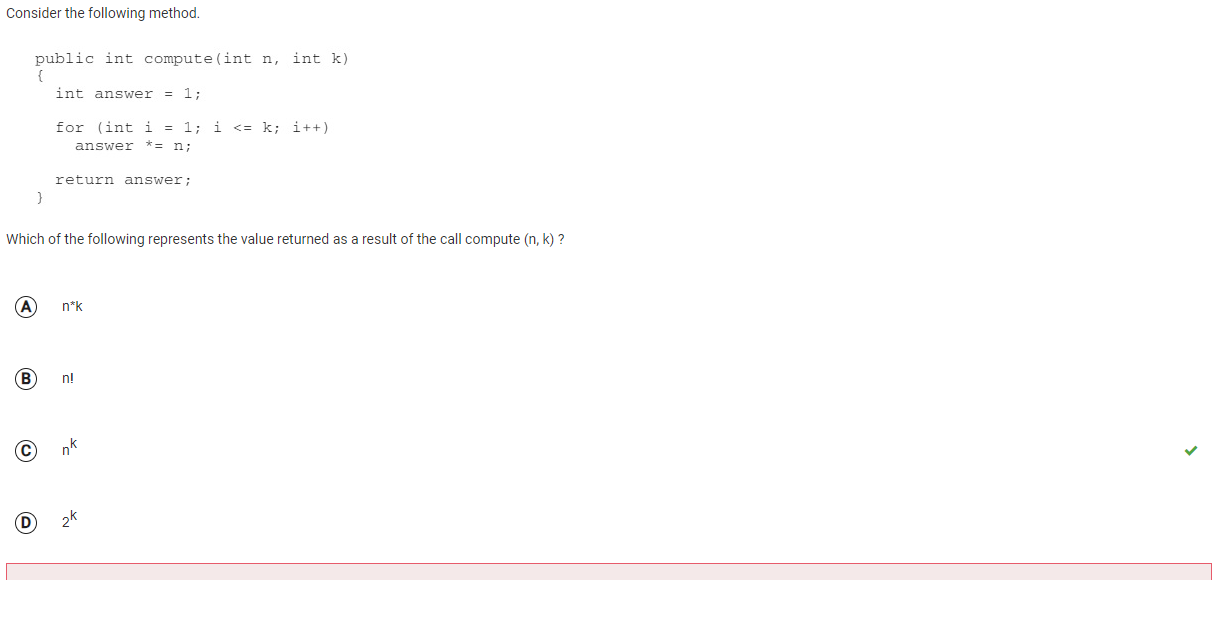 Consider the following method.
public int compute(int n, int k)
{
int answer = 1;
for (int i = 1; i <= k; i++)
answer *= n;
return answer;
}
Which of the following represents the value returned as a result of the call compute (n, k) ?
A n*k
B n!
C n^k
D 2^k